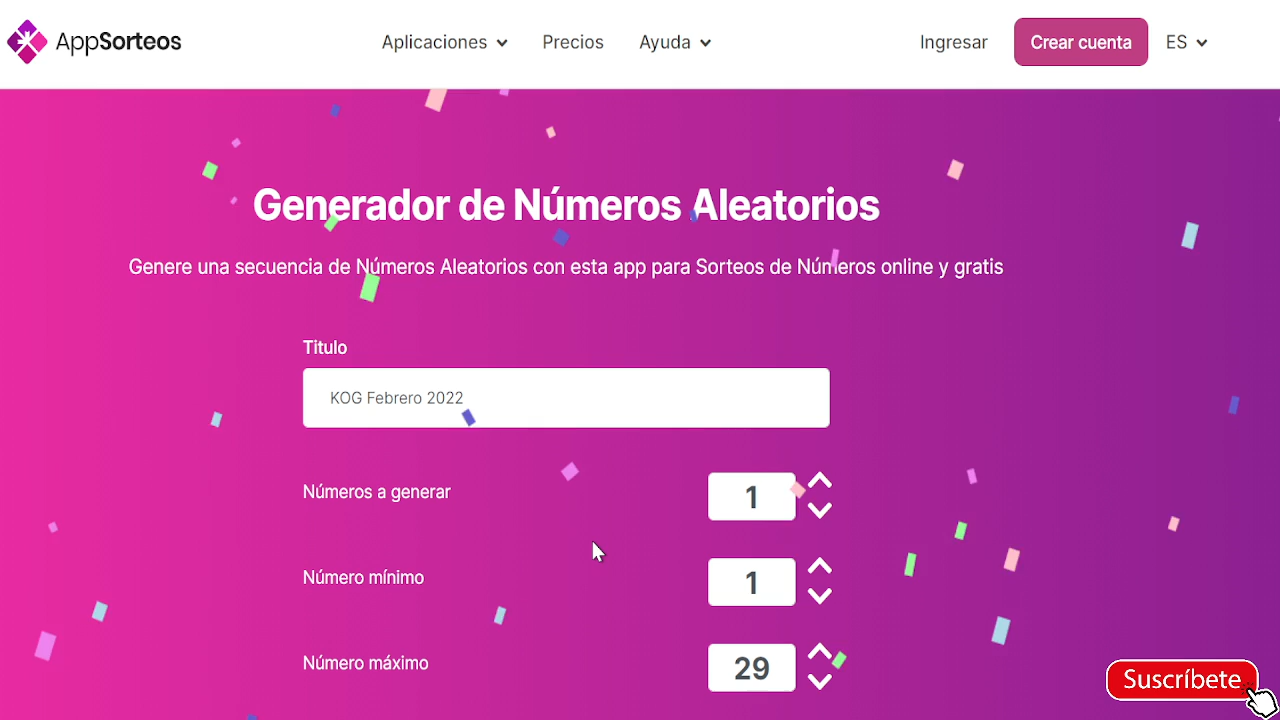 AppSorteos
Aplicaciones
Precios
Ayuda
Ingresar
Crear cuenta
ES
Generador de Números Aleatorios
Genere una secuencia de Números Aleatorios con esta app para Sorteos de Números online y gratis
Titulo
KOG Febrero 2022
Números a generar
1
Número mínimo
1
Número máximo
29
Suscríbete